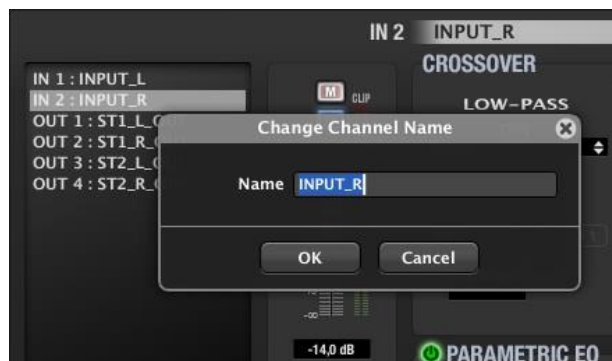 IN 2 INPUT_R
CROSSOVER
IN 1 : INPUT_L
IN 2 : INPUT_R
OUT 1 : ST1_L_
OUT 2 : ST1_R_
OUT 3 : ST2_L_
OUT 4 : ST2_R_
M CLIP
LOW-PASS
Change Channel Name
Name INPUT_R
OK Cancel
-∞
-14,0 dB
PARAMETRIC EQ